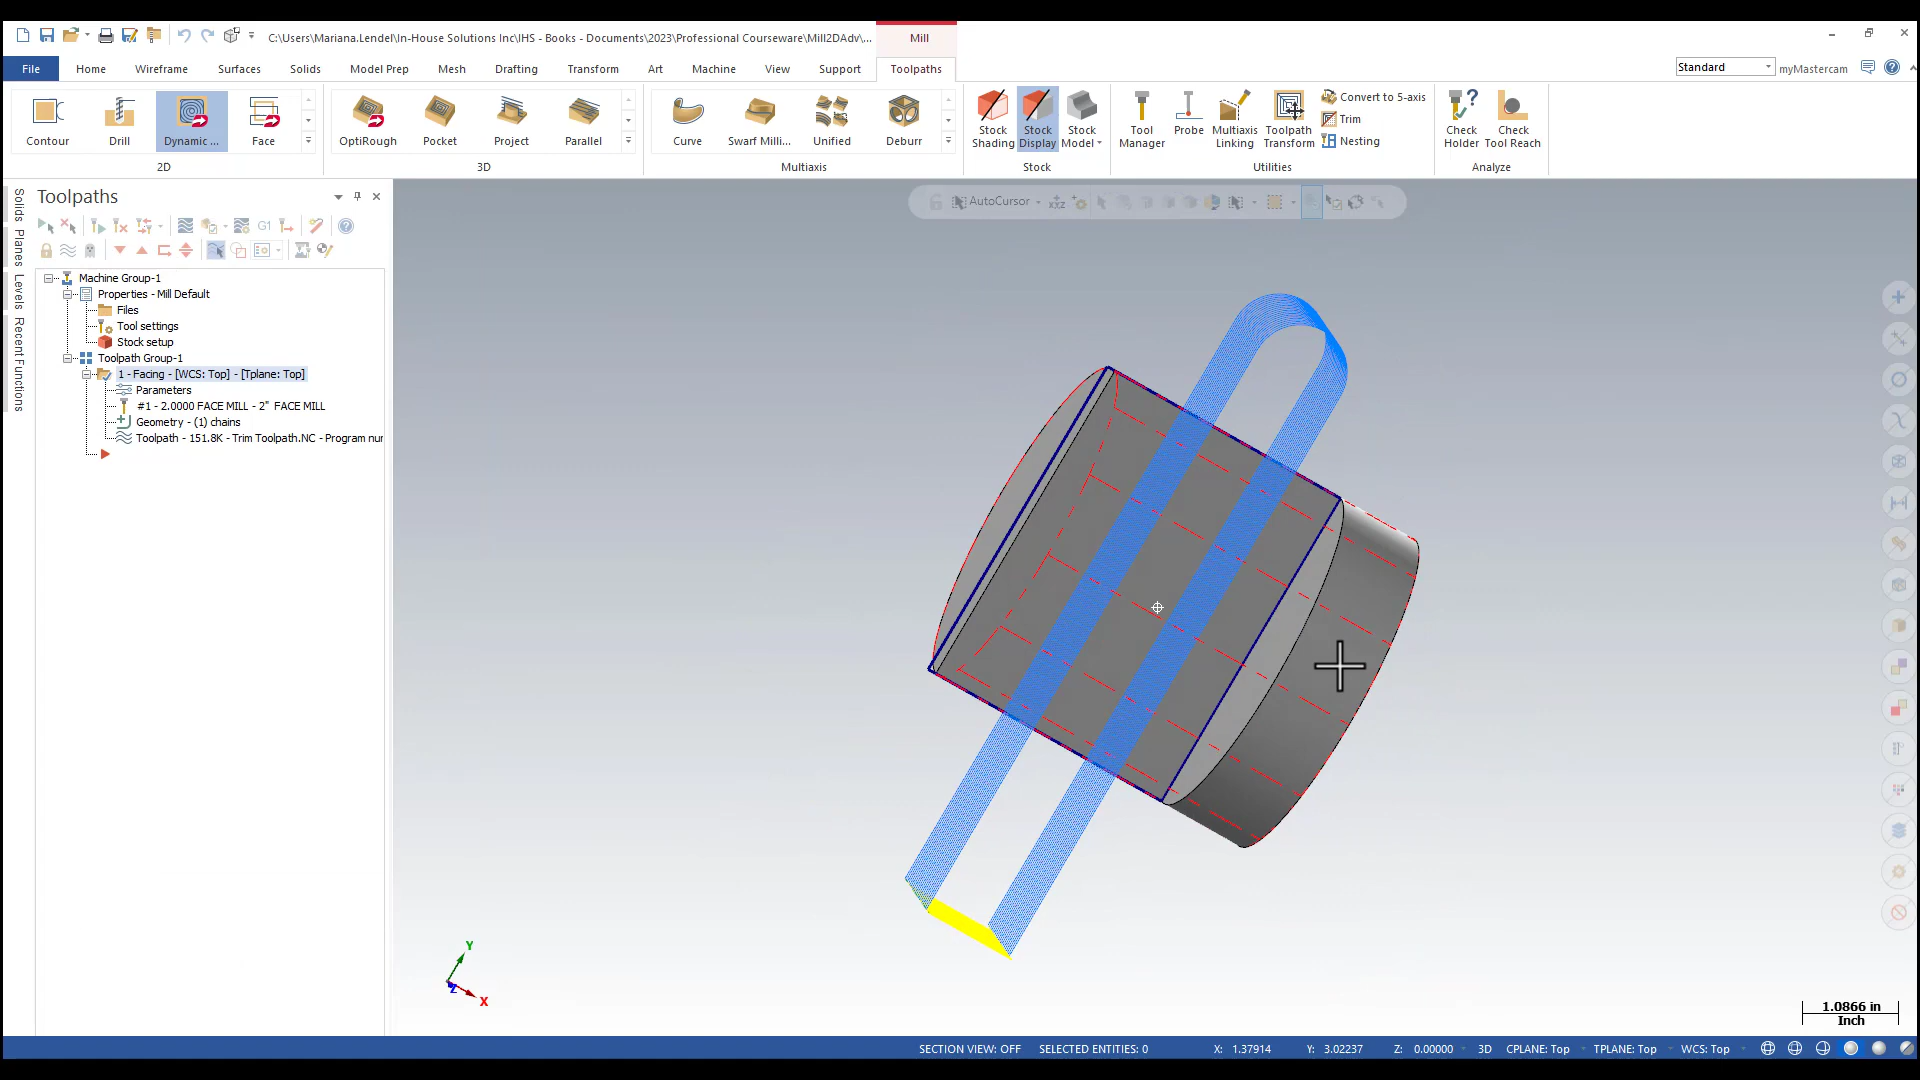 C:\Users\Mariana.Lendel\In-House Solutions Inc\IHS - Books - Documents\2023\Professional Courseware\Mill2DAdv\,...
Mill
File Home Wireframe Surfaces Solids Model Prep Mesh Drafting Transform Art Machine View Support Toolpaths
Standard
myMastercam
Contour
Drill
Dynamic ...
Face
2D
OptiRough
Pocket
Project
Parallel
3D
Curve
Swarf Milli...
Unified
Deburr
Multiaxis
Stock
Shading
Stock
Display
Stock
Model
Stock
Tool
Manager
Probe
Multiaxis
Linking
Toolpath
Transform
Convert to 5-axis
Trim
Nesting
Utilities
Check
Holder
Check
Tool Reach
Analyze
Toolpaths
Solids
Planes
Levels
Recent Functions
G1
AutoCursor
XYZ
Machine Group-1
Properties - Mill Default
Files
Tool settings
Stock setup
Toolpath Group-1
1 - Facing - [WCS: Top] - [Tplane: Top]
Parameters
#1 - 2.0000 FACE MILL - 2" FACE MILL
Geometry - (1) chains
Toolpath - 151.8K - Trim Toolpath.NC - Program nur
Y
Z
X
1.0866 in
Inch
SECTION VIEW: OFF SELECTED ENTITIES: 0 X: 1.37914 Y: 3.02237 Z: 0.00000 3D CPLANE: Top TPLANE: Top WCS: Top